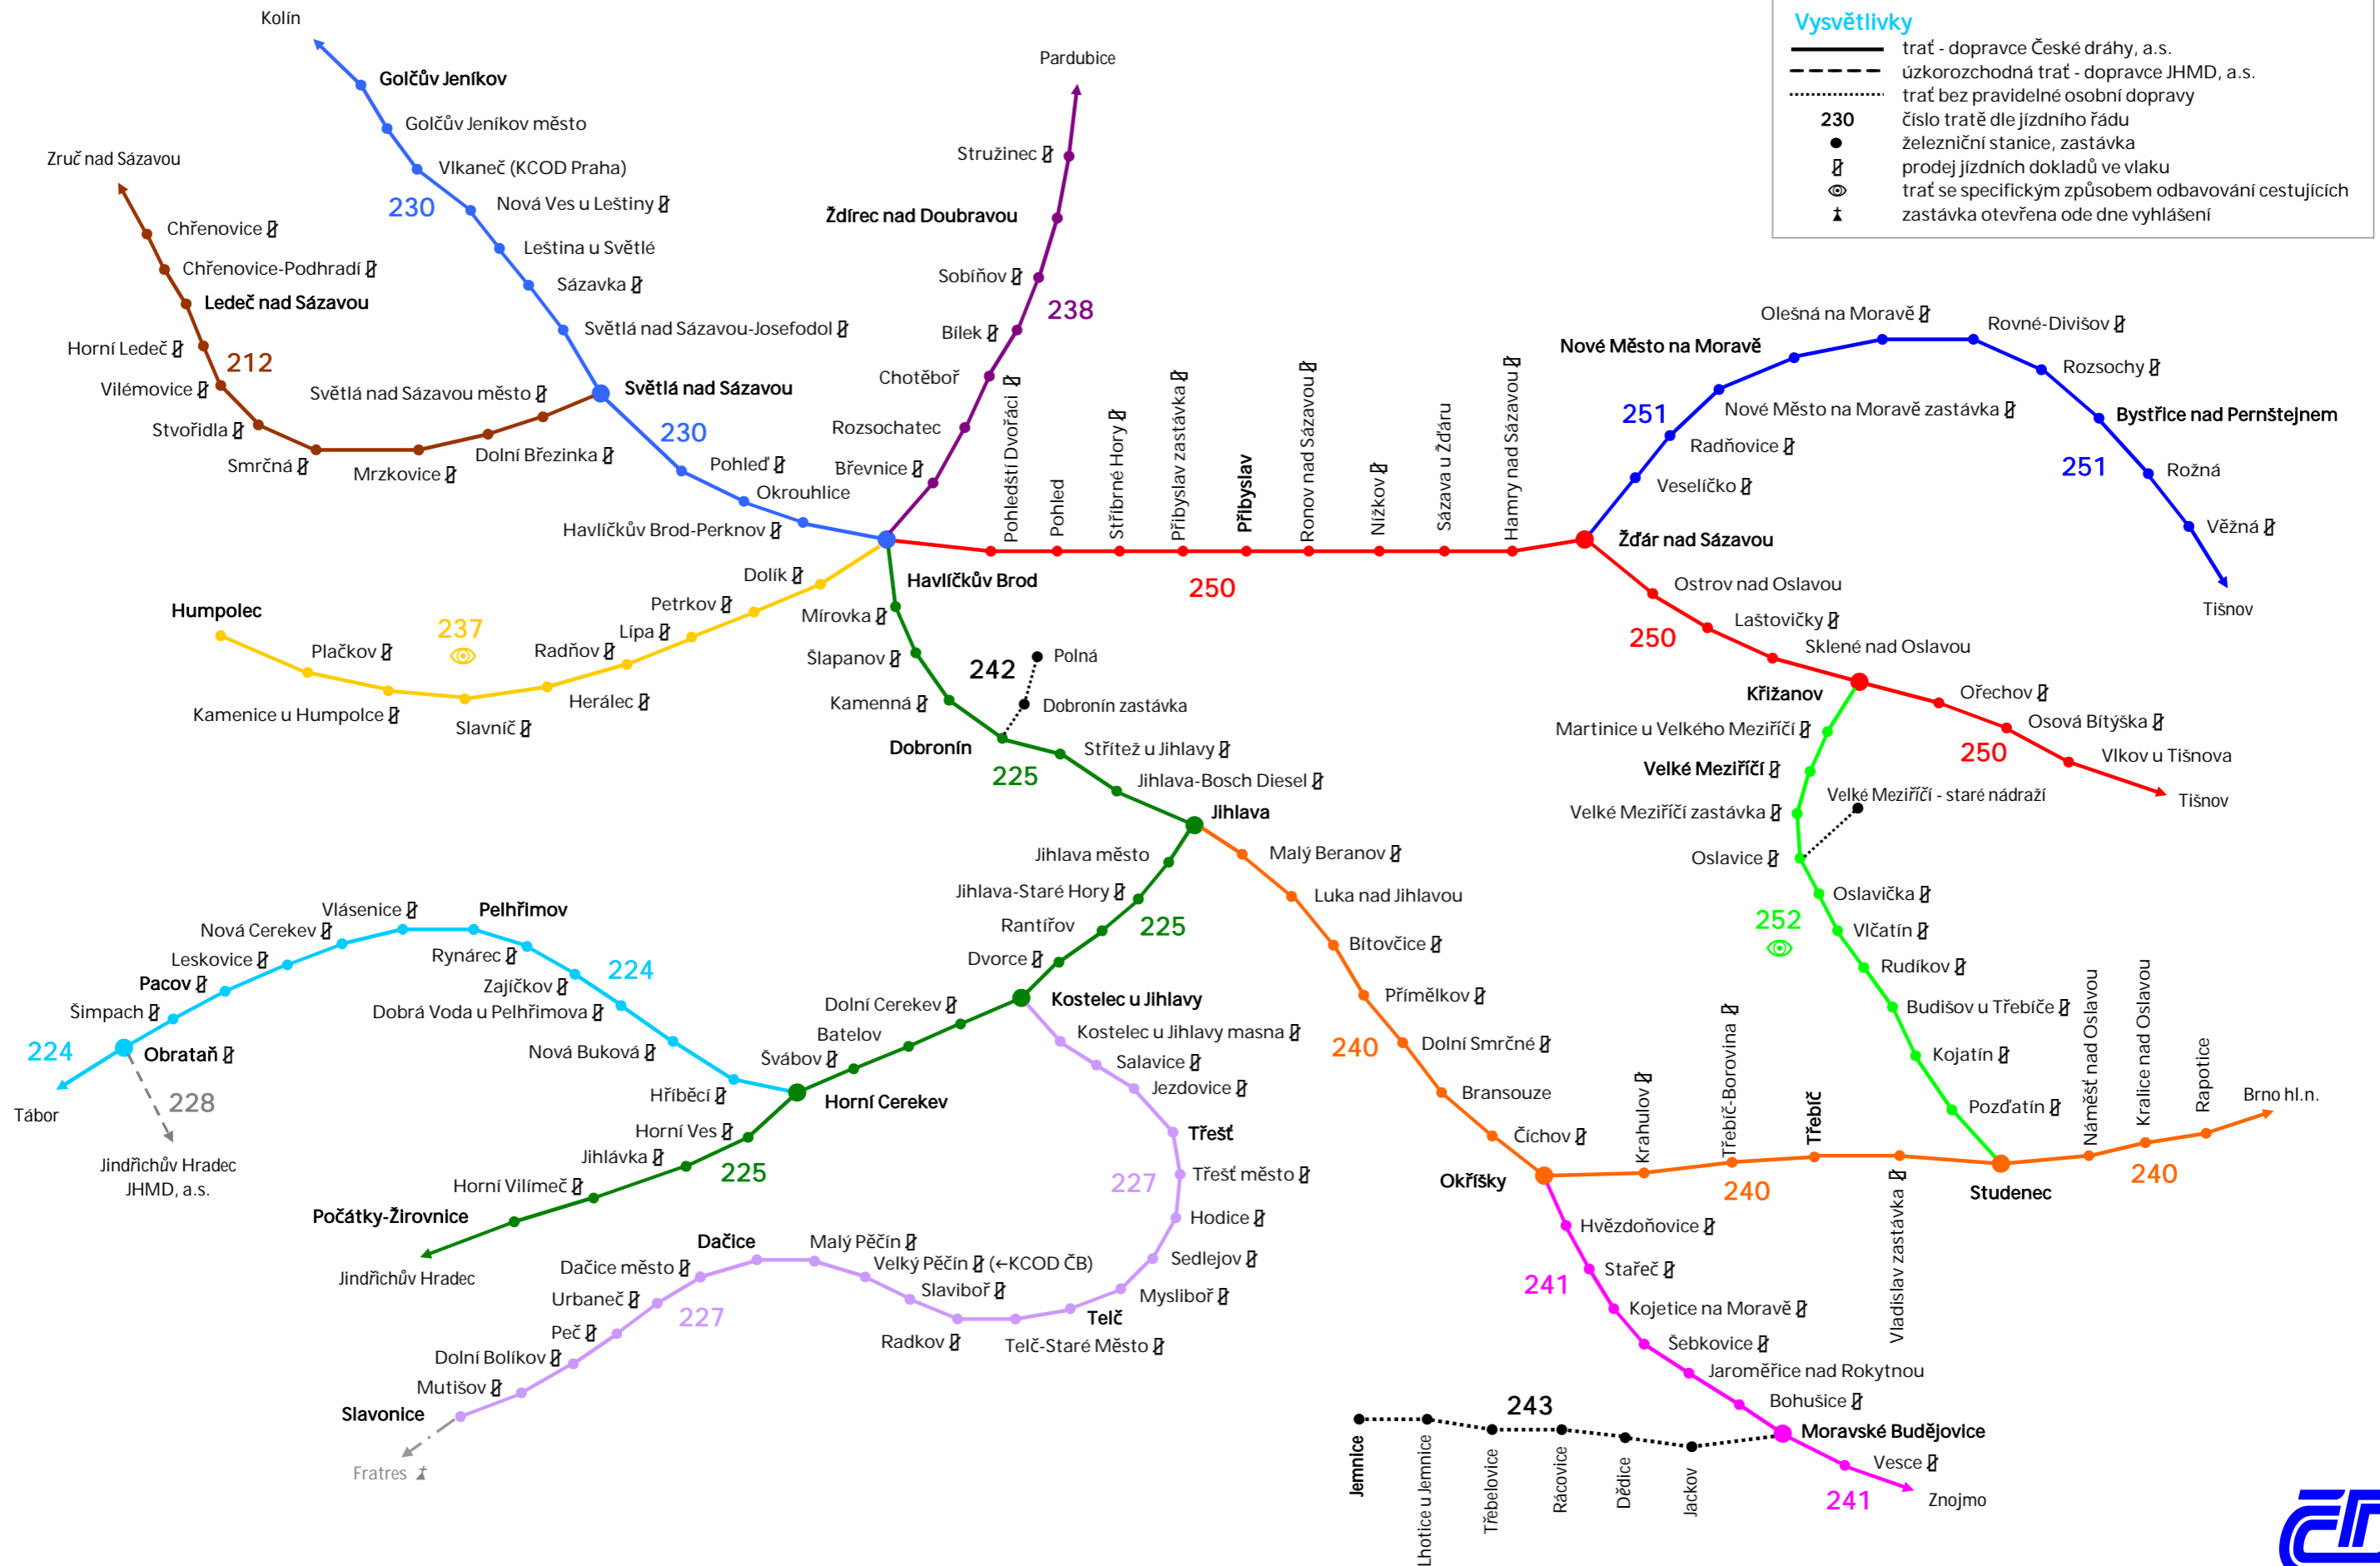 Vysvětlivky
trať - dopravce České dráhy, a.s.
úzkorozchodná trať - dopravce JHMD, a.s.
trať bez pravidelné osobní dopravy
230 číslo tratě dle jízdního řádu
železniční stanice, zastávka
prodej jízdních dokladů ve vlaku
trať se specifickým způsobem odbavování cestujících
zastávka otevřena ode dne vyhlášení
Kolín
Golčův Jeníkov
Golčův Jeníkov město
Vlkaneč (KCOD Praha)
230
Nová Ves u Leštiny
Leština u Světlé
Sázavka
Světlá nad Sázavou-Josefodol
Světlá nad Sázavou
230
Pohleď
Okrouhlice
Havlíčkův Brod-Perknov
Zruč nad Sázavou
Chřenovice
Chřenovice-Podhradí
Ledeč nad Sázavou
Horní Ledeč
212
Vilémovice
Stvořidla
Smrčná
Mrzkovice
Dolní Březinka
Světlá nad Sázavou město
Pardubice
Stružinec
Ždírec nad Doubravou
Sobíňov
238
Bílek
Chotěboř
Rozsochatec
Břevnice
Havlíčkův Brod
Pohledští Dvořáci
Pohled
Stříbrné Hory
Přibyslav zastávka
Přibyslav
Ronov nad Sázavou
Nížkov
Sázava u Žďáru
Hamry nad Sázavou
250
Žďár nad Sázavou
Veselíčko
Radňovice
251
Nové Město na Moravě zastávka
Nové Město na Moravě
Olešná na Moravě
Rovné-Divišov
Rozsochy
Bystřice nad Pernštejnem
251
Rožná
Věžná
Tišnov
Ostrov nad Oslavou
250
Laštovičky
Sklené nad Oslavou
Křižanov
Ořechov
Osová Bítýška
250
Vlkov u Tišnova
Tišnov
Martinice u Velkého Meziříčí
Velké Meziříčí
Velké Meziříčí zastávka
Velké Meziříčí - staré nádraží
Oslavice
Oslavička
252
Vlčatín
Rudíkov
Budišov u Třebíče
Kojatín
Pozďatín
Studenec
Humpolec
237
Plačkov
Kamenice u Humpolce
Slavníč
Herálec
Radňov
Lípa
Petrkov
Dolík
Mírovka
Šlapanov
Kamenná
242
Polná
Dobronín zastávka
Dobronín
225
Střítež u Jihlavy
Jihlava-Bosch Diesel
Jihlava
Jihlava město
Jihlava-Staré Hory
225
Rantířov
Dvorce
Kostelec u Jihlavy
Dolní Cerekev
Batelov
Švábov
Horní Cerekev
Horní Ves
225
Jihlávka
Horní Vilímeč
Počátky-Žirovnice
Jindřichův Hradec
Pelhřimov
Vlásenice
Nová Cerekev
Leskovice
Pacov
Šimpach
Obrataň
224
Tábor
228
Jindřichův Hradec
JHMD, a.s.
Rynárec
224
Zajíčkov
Dobrá Voda u Pelhřimova
Nová Buková
Hříběcí
Kostelec u Jihlavy masna
Salavice
Jezdovice
Třešť
Třešť město
227
Hodice
Sedlejov
Mysliboř
Telč
Telč-Staré Město
Radkov
Slaviboř
Velký Pěčín (←KCOD ČB)
Malý Pěčín
Dačice
Dačice město
Urbaneč
227
Peč
Dolní Bolíkov
Mutišov
Slavonice
Fratres
Malý Beranov
Luka nad Jihlavou
Bítovčice
Přímělkov
Dolní Smrčné
240
Bransouze
Číchov
Okříšky
Krahulov
Třebíč-Borovina
Třebíč
240
Vladislav zastávka
Náměšť nad Oslavou
Kralice nad Oslavou
Rapotice
240
Brno hl.n.
Hvězdoňovice
241
Stařeč
Kojetice na Moravě
Šebkovice
Jaroměřice nad Rokytnou
Bohušice
Moravské Budějovice
Vesce
241
Znojmo
243
Jemnice
Lhotice u Jemnice
Třebelovice
Rácovice
Dědice
Jackov